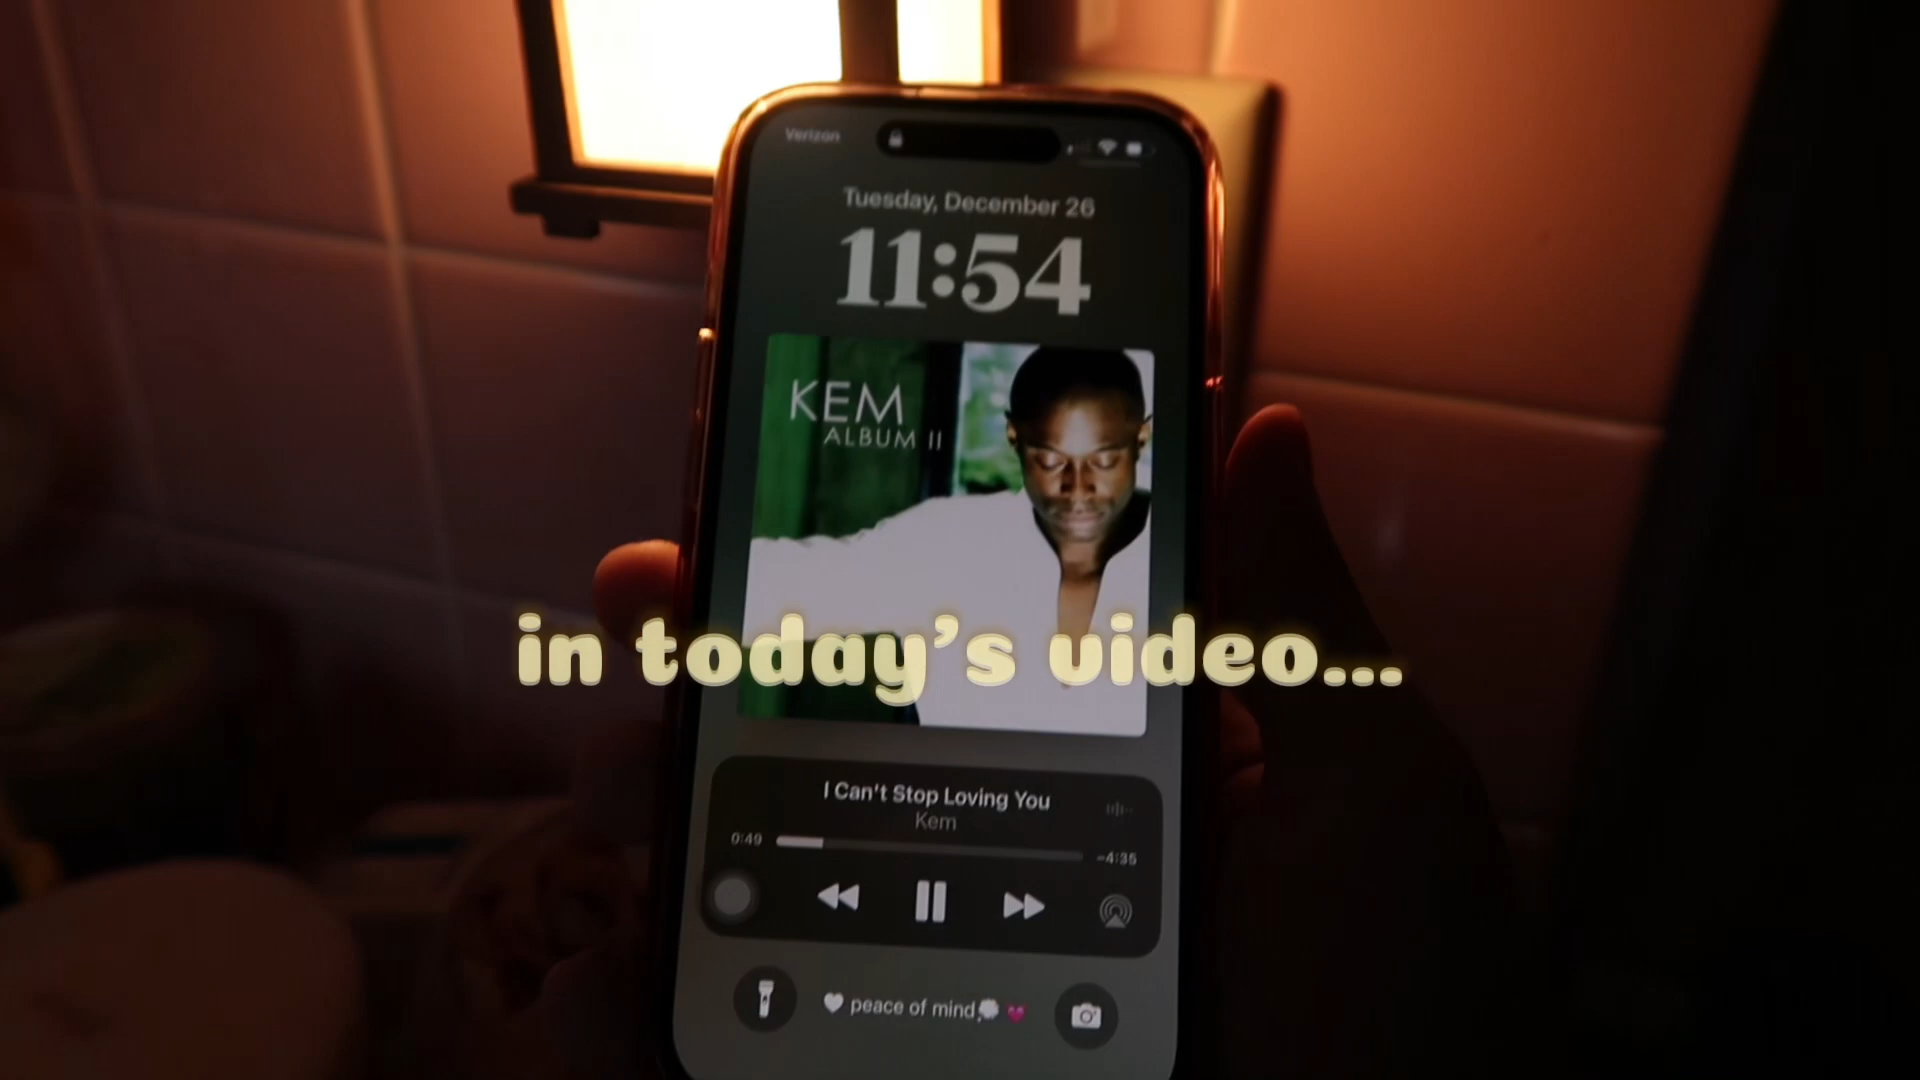 Verizon
Tuesday, December 26
11:54
KEM
ALBUM II
in today's video...
I Can't Stop Loving You
Kem
0:49
-4:35
peace of mind